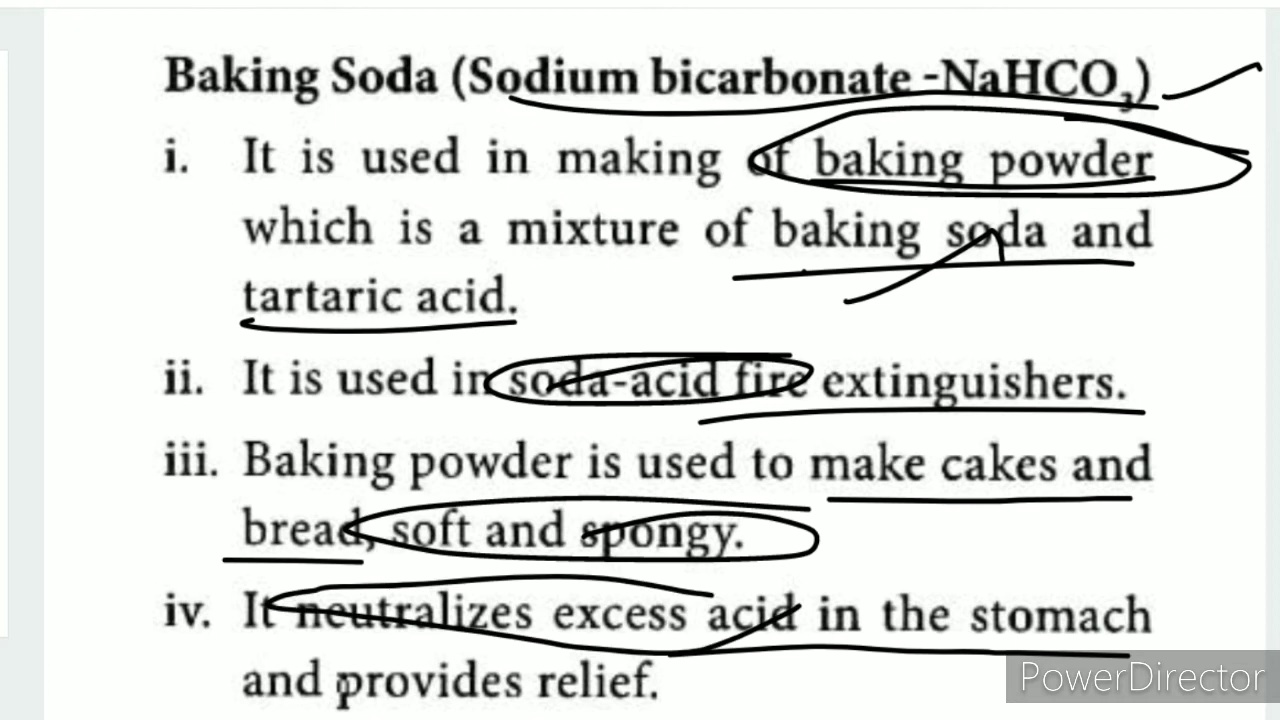 Baking Soda (Sodium bicarbonate -NaHCO₃)
i. It is used in making of baking powder
which is a mixture of baking soda and
tartaric acid.
ii. It is used in soda-acid fire extinguishers.
iii. Baking powder is used to make cakes and
bread, soft and spongy.
iv. It neutralizes excess acid in the stomach
and provides relief.
PowerDirector